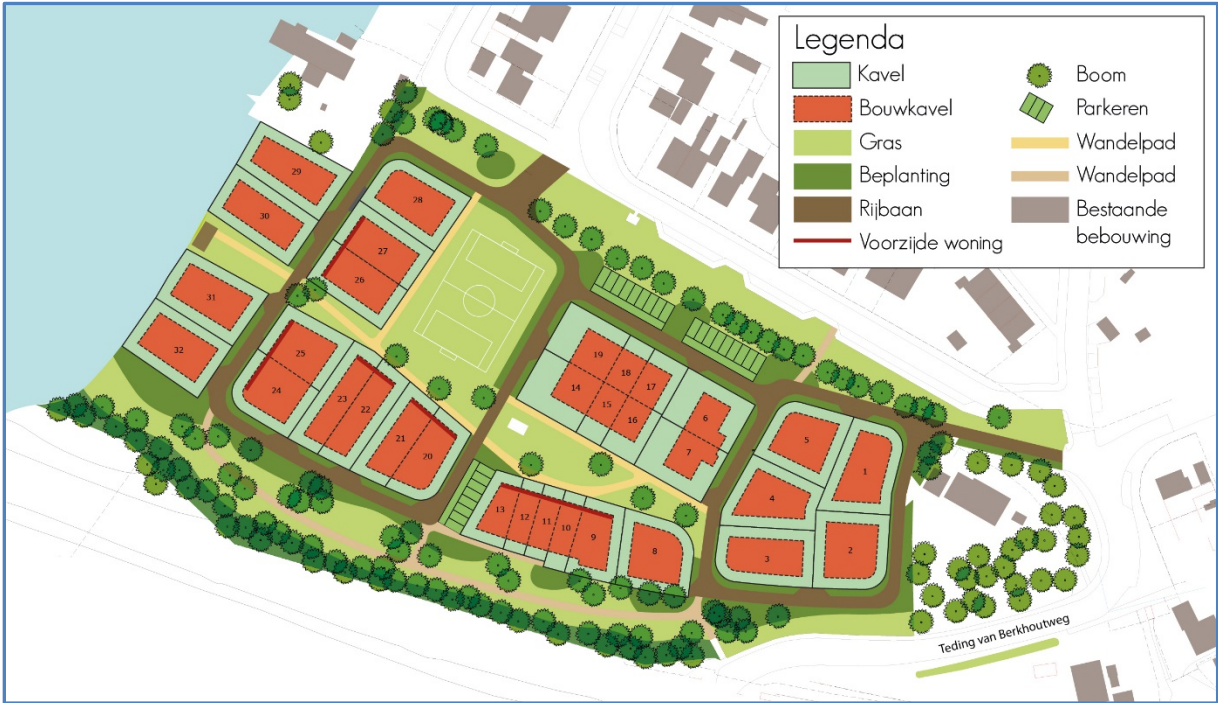 Legenda
Kavel
Bouwkavel
Gras
Beplanting
Rijbaan
Voorzijde woning
Boom
Parkeren
Wandelpad
Wandelpad
Bestaande
bebouwing
29
30
28
27
26
31
32
25
24
23
22
21
20
19
18
17
14
15
16
6
7
5
1
4
3
2
13
12
11
10
9
8
Teding van Berkhoutweg